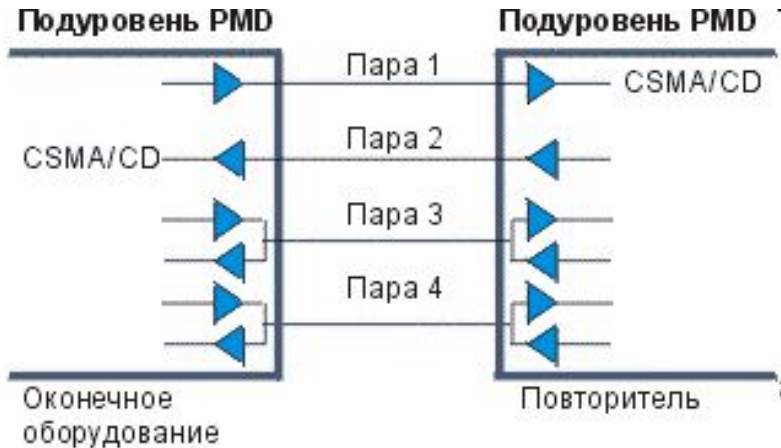 Подуровень PMD
Подуровень PMD
Пара 1
CSMA/CD
Пара 2
CSMA/CD
Пара 3
Пара 4
Оконечное
оборудование
Повторитель